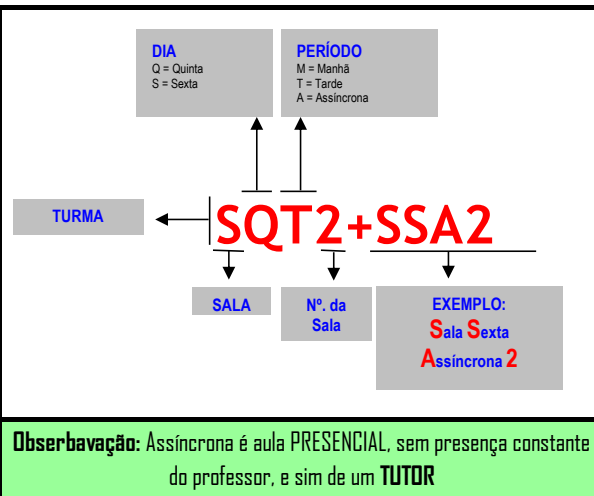 DIA
Q = Quinta
S = Sexta
PERÍODO
M = Manhã
T = Tarde
A = Assíncrona
TURMA
SQT2+SSA2
SALA
Nº. da
Sala
EXEMPLO:
Sala Sexta
Assíncrona 2
Obserbavação: Assíncrona é aula PRESENCIAL, sem presença constante
do professor, e sim de um TUTOR